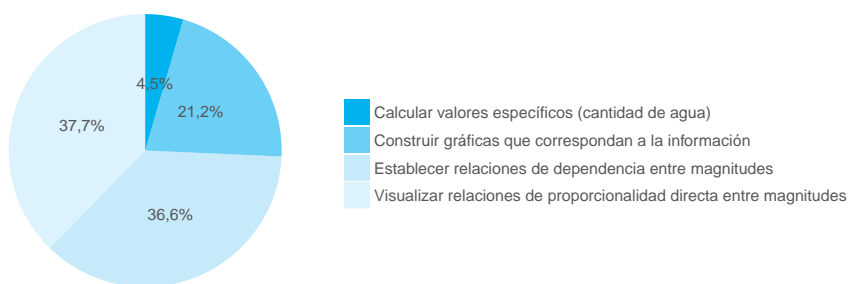 4,5%
21,2%
37,7%
36,6%
Calcular valores específicos (cantidad de agua)
Construir gráficas que correspondan a la información
Establecer relaciones de dependencia entre magnitudes
Visualizar relaciones de proporcionalidad directa entre magnitudes